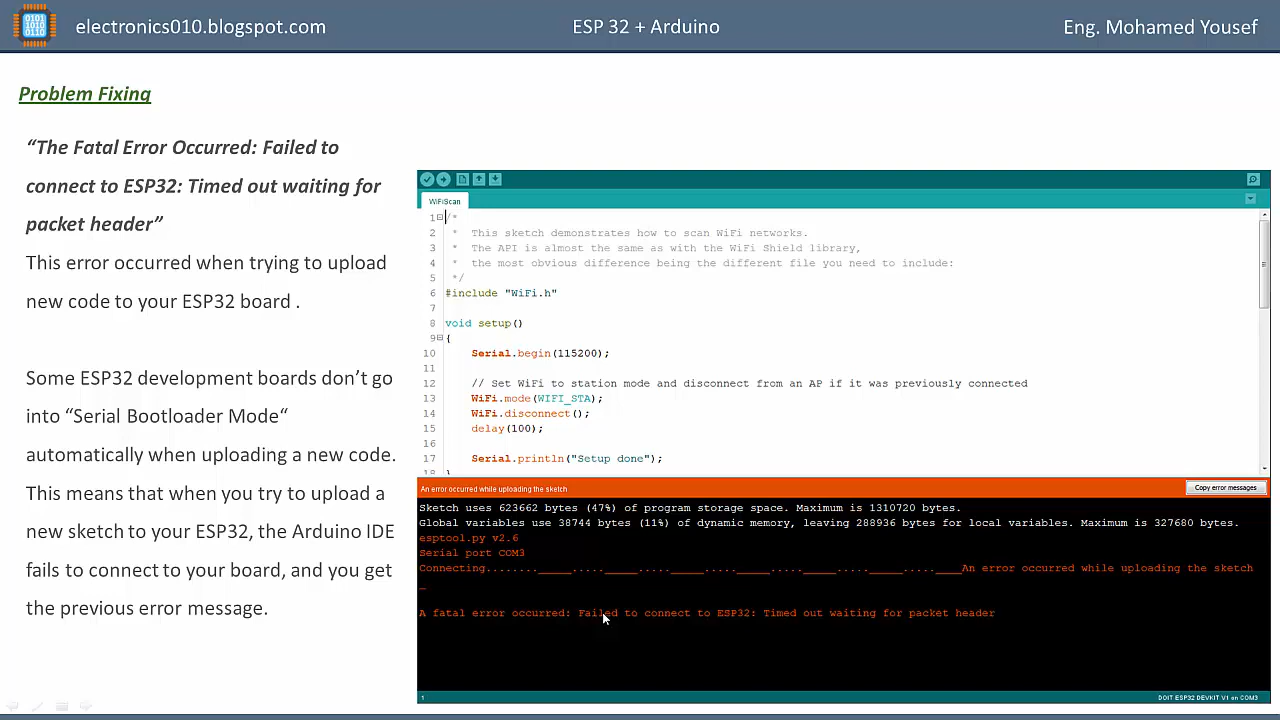 electronics010.blogspot.com
ESP 32 + Arduino
Eng. Mohamed Yousef
Problem Fixing
“The Fatal Error Occurred: Failed to
connect to ESP32: Timed out waiting for
packet header”
This error occurred when trying to upload
new code to your ESP32 board .
Some ESP32 development boards don’t go
into “Serial Bootloader Mode“
automatically when uploading a new code.
This means that when you try to upload a
new sketch to your ESP32, the Arduino IDE
fails to connect to your board, and you get
the previous error message.
WiFiScan
1 /*
2 * This sketch demonstrates how to scan WiFi networks.
3 * The API is almost the same as with the WiFi Shield library,
4 * the most obvious difference being the different file you need to include:
5 */
6 #include "WiFi.h"
7
8 void setup()
9 {
10 Serial.begin(115200);
11
12 // Set WiFi to station mode and disconnect from an AP if it was previously connected
13 WiFi.mode(WIFI_STA);
14 WiFi.disconnect();
15 delay(100);
16
17 Serial.println("Setup done");
18 }
An error occurred while uploading the sketch
Copy error messages
Sketch uses 623662 bytes (47%) of program storage space. Maximum is 1310720 bytes.
Global variables use 38744 bytes (11%) of dynamic memory, leaving 288936 bytes for local variables. Maximum is 327680 bytes.
esptool.py v2.6
Serial port COM3
Connecting........_____....._____....._____....._____....._____....._____.....____An error occurred while uploading the sketch
_
A fatal error occurred: Failed to connect to ESP32: Timed out waiting for packet header
1
DOIT ESP32 DEVKIT V1 on COM3
0101
1010
0110